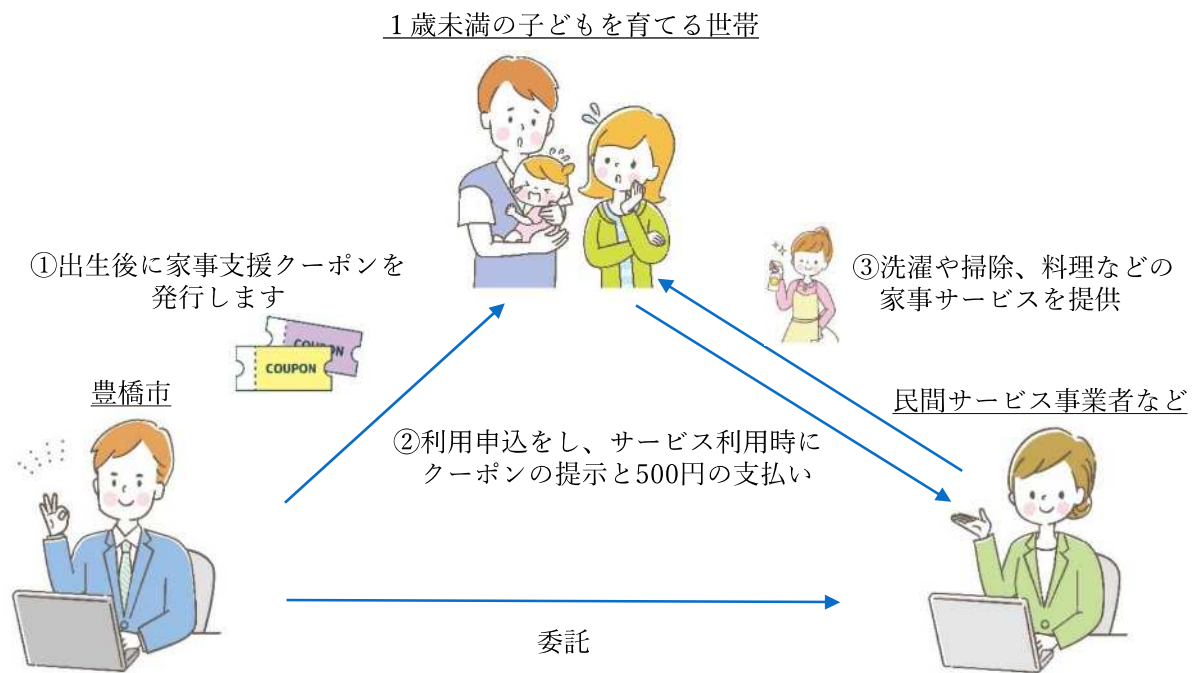 １歳未満の子どもを育てる世帯
①出生後に家事支援クーポンを
発行します
COUPON
COUPON
③洗濯や掃除、料理などの
家事サービスを提供
豊橋市
民間サービス事業者など
②利用申込をし、サービス利用時に
クーポンの提示と500円の支払い
委託